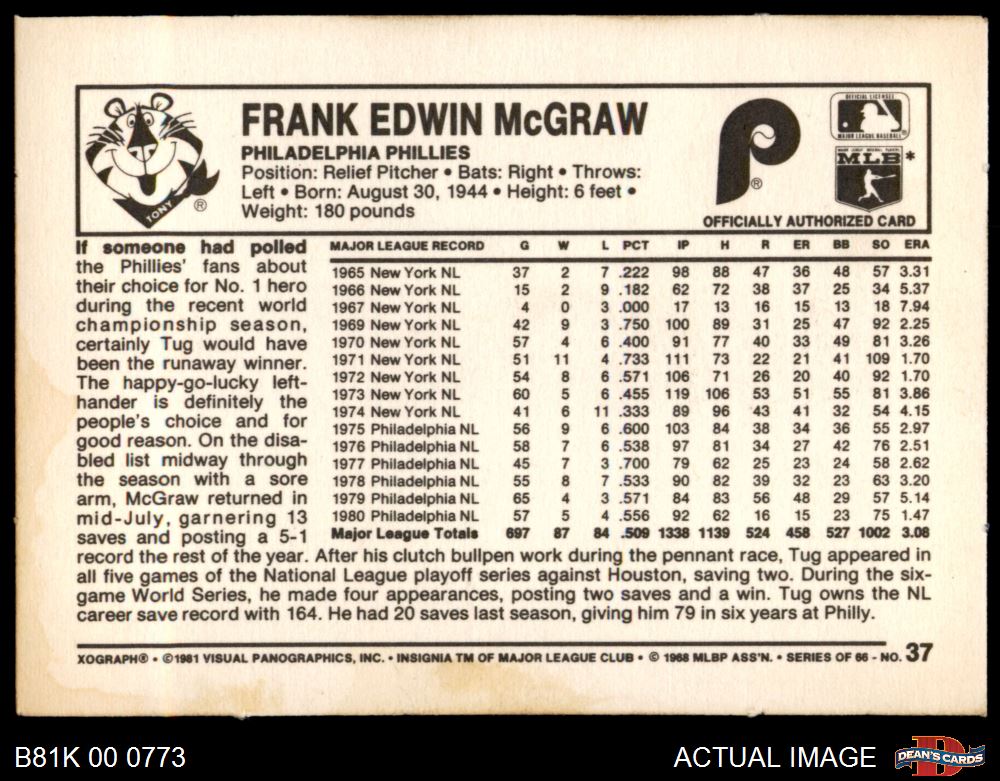 FRANK EDWIN McGRAW
PHILADELPHIA PHILLIES
Position: Relief Pitcher • Bats: Right • Throws:
Left • Born: August 30, 1944 • Height: 6 feet •
Weight: 180 pounds
TONY ®
P ®
OFFICIAL LICENSEE
MAJOR LEAGUE BASEBALL ®
MLB *
OFFICIALLY AUTHORIZED CARD
If someone had polled
the Phillies' fans about
their choice for No. 1 hero
during the recent world
championship season,
certainly Tug would have
been the runaway winner.
The happy-go-lucky left-
hander is definitely the
people's choice and for
good reason. On the disa-
bled list midway through
the season with a sore
arm, McGraw returned in
mid-July, garnering 13
saves and posting a 5-1
MAJOR LEAGUE RECORD G W L PCT IP H R ER BB SO ERA
1965 New York NL 37 2 7 .222 98 88 47 36 48 57 3.31
1966 New York NL 15 2 9 .182 62 72 38 37 25 34 5.37
1967 New York NL 4 0 3 .000 17 13 16 15 13 18 7.94
1969 New York NL 42 9 3 .750 100 89 31 25 47 92 2.25
1970 New York NL 57 4 6 .400 91 77 40 33 49 81 3.26
1971 New York NL 51 11 4 .733 111 73 22 21 41 109 1.70
1972 New York NL 54 8 6 .571 106 71 26 20 40 92 1.70
1973 New York NL 60 5 6 .455 119 106 53 51 55 81 3.86
1974 New York NL 41 6 11 .333 89 96 43 41 32 54 4.15
1975 Philadelphia NL 56 9 6 .600 103 84 38 34 36 55 2.97
1976 Philadelphia NL 58 7 6 .538 97 81 34 27 42 76 2.51
1977 Philadelphia NL 45 7 3 .700 79 62 25 23 24 58 2.62
1978 Philadelphia NL 55 8 7 .533 90 82 39 32 23 63 3.20
1979 Philadelphia NL 65 4 3 .571 84 83 56 48 29 57 5.14
1980 Philadelphia NL 57 5 4 .556 92 62 16 15 23 75 1.47
Major League Totals 697 87 84 .509 1338 1139 524 458 527 1002 3.08
record the rest of the year. After his clutch bullpen work during the pennant race, Tug appeared in
all five games of the National League playoff series against Houston, saving two. During the six-
game World Series, he made four appearances, posting two saves and a win. Tug owns the NL
career save record with 164. He had 20 saves last season, giving him 79 in six years at Philly.
XOGRAPH® • ©1981 VISUAL PANOGRAPHICS, INC. • INSIGNIA TM OF MAJOR LEAGUE CLUB • © 1968 MLBP ASS'N. • SERIES OF 66 - NO. 37
B81K 00 0773
ACTUAL IMAGE
DEAN'S CARDS